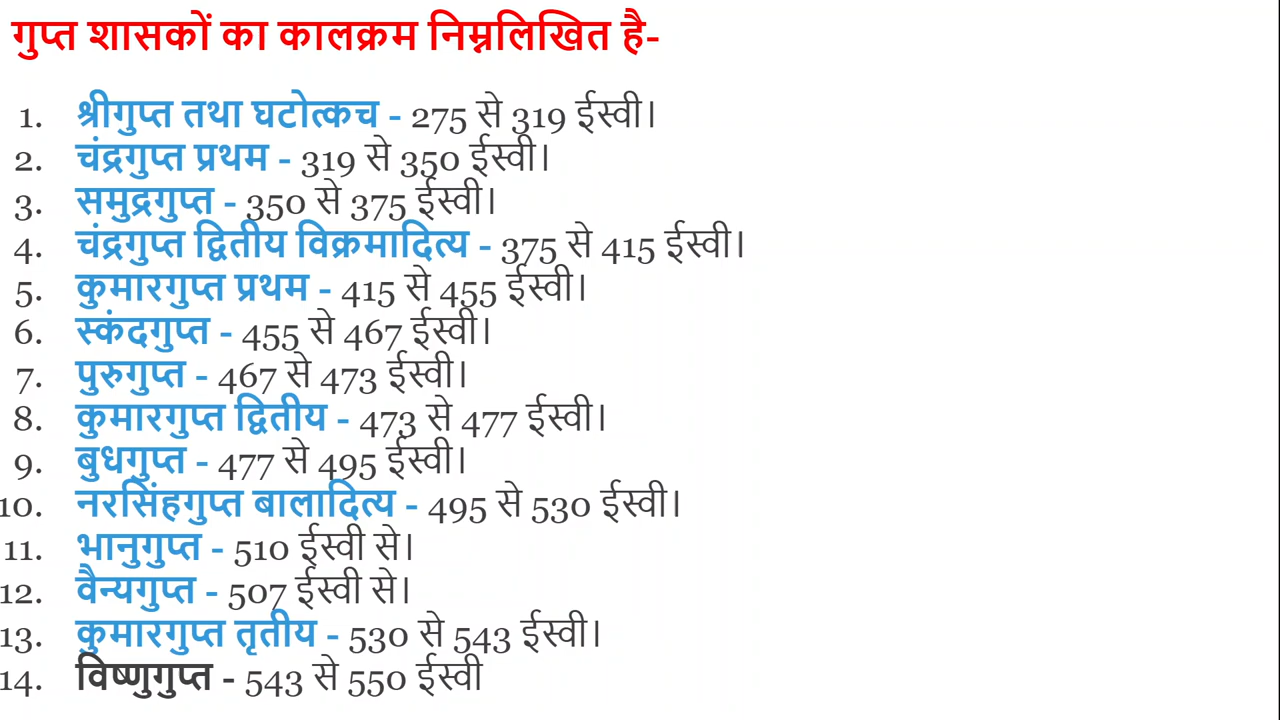 गुप्त शासकों का कालक्रम निम्नलिखित है-
1. श्रीगुप्त तथा घटोत्कच - 275 से 319 ईस्वी।
2. चंद्रगुप्त प्रथम - 319 से 350 ईस्वी।
3. समुद्रगुप्त - 350 से 375 ईस्वी।
4. चंद्रगुप्त द्वितीय विक्रमादित्य - 375 से 415 ईस्वी।
5. कुमारगुप्त प्रथम - 415 से 455 ईस्वी।
6. स्कंदगुप्त - 455 से 467 ईस्वी।
7. पुरुगुप्त - 467 से 473 ईस्वी।
8. कुमारगुप्त द्वितीय - 473 से 477 ईस्वी।
9. बुधगुप्त - 477 से 495 ईस्वी।
10. नरसिंहगुप्त बालादित्य - 495 से 530 ईस्वी।
11. भानुगुप्त - 510 ईस्वी से।
12. वैन्यगुप्त - 507 ईस्वी से।
13. कुमारगुप्त तृतीय - 530 से 543 ईस्वी।
14. विष्णुगुप्त - 543 से 550 ईस्वी